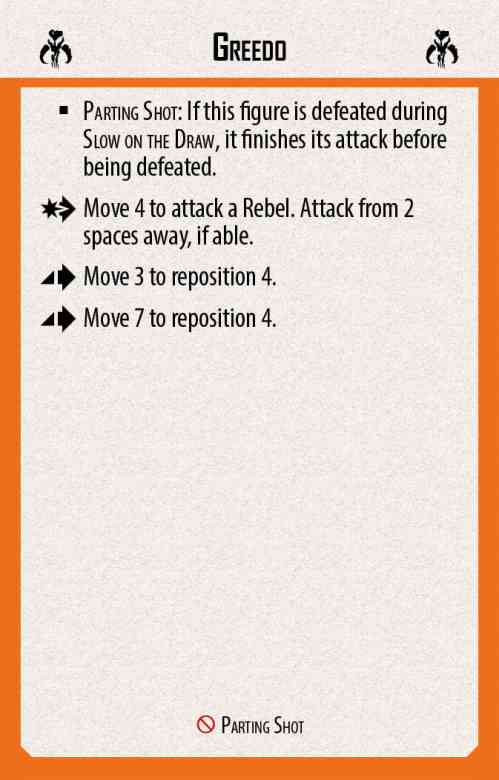 Greedo
▪ Parting Shot: If this figure is defeated during
Slow on the Draw, it finishes its attack before
being defeated.
Move 4 to attack a Rebel. Attack from 2
spaces away, if able.
Move 3 to reposition 4.
Move 7 to reposition 4.
Parting Shot